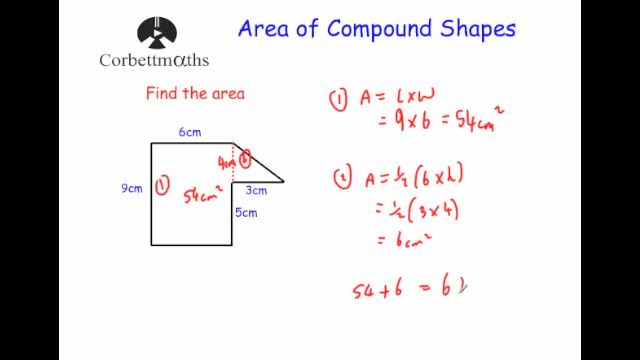 Area of Compound Shapes
Corbettmαths
Find the area
6cm
9cm
4cm
②
①
54cm²
3cm
5cm
① A = L×W
= 9×6 = 54cm²
② A = ½(b×h)
= ½(3×4)
= 6cm²
54+6 = 6